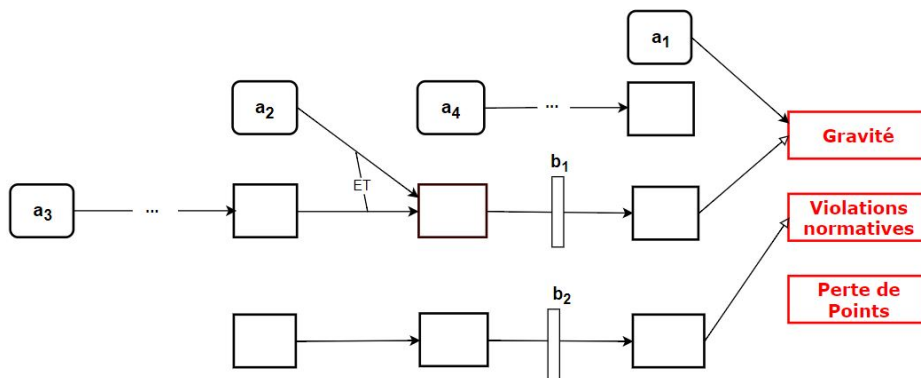 a1
a2
a4
...
Gravité
b1
ET
a3
...
Violations
normatives
b2
Perte de
Points